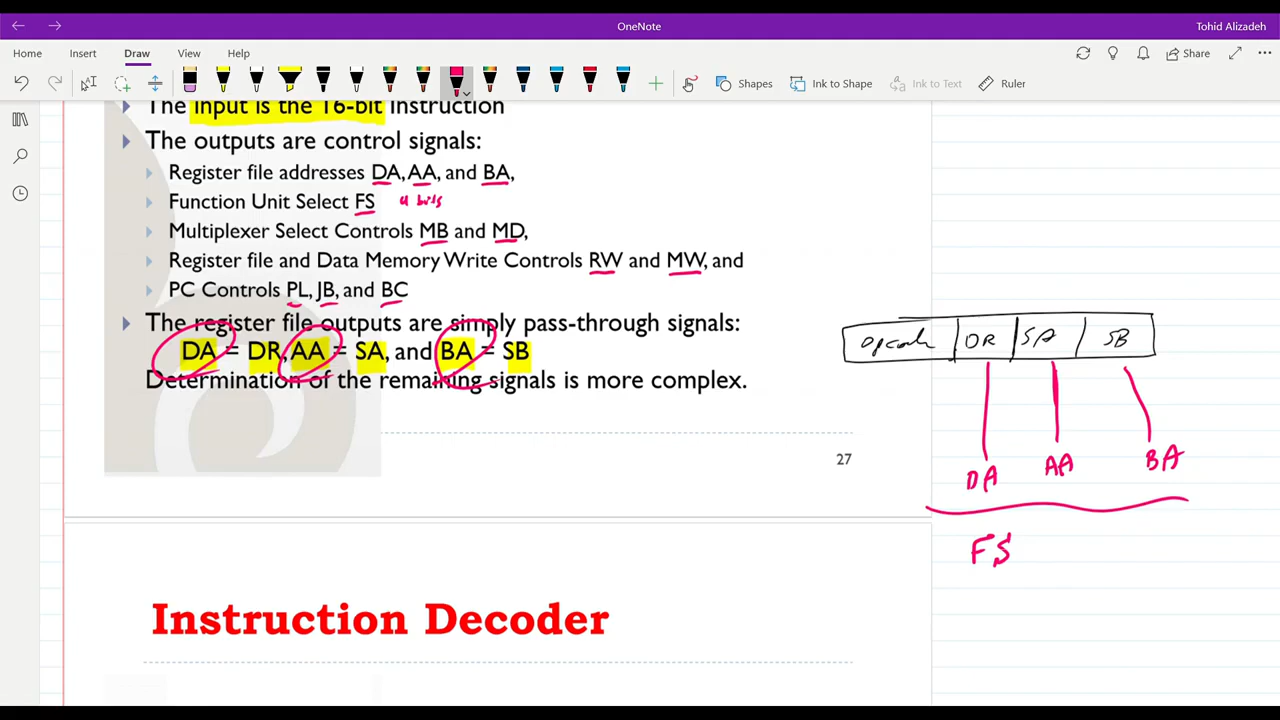 OneNote
Tohid Alizadeh
Home Insert Draw View Help
Share
Shapes Ink to Shape Ink to Text Ruler
The input is the 16-bit instruction
The outputs are control signals:
Register file addresses DA, AA, and BA,
Function Unit Select FS 4 bits
Multiplexer Select Controls MB and MD,
Register file and Data Memory Write Controls RW and MW, and
PC Controls PL, JB, and BC
The register file outputs are simply pass-through signals:
DA = DR, AA = SA, and BA = SB
Determination of the remaining signals is more complex.
27
opcode DR SA SB
DA AA BA
FS
Instruction Decoder